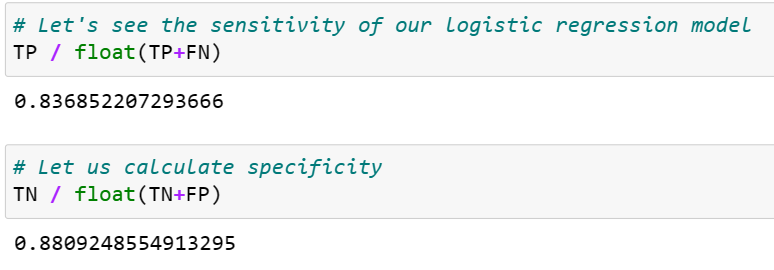 # Let's see the sensitivity of our logistic regression model
TP / float(TP+FN)
0.836852207293666
# Let us calculate specificity
TN / float(TN+FP)
0.8809248554913295